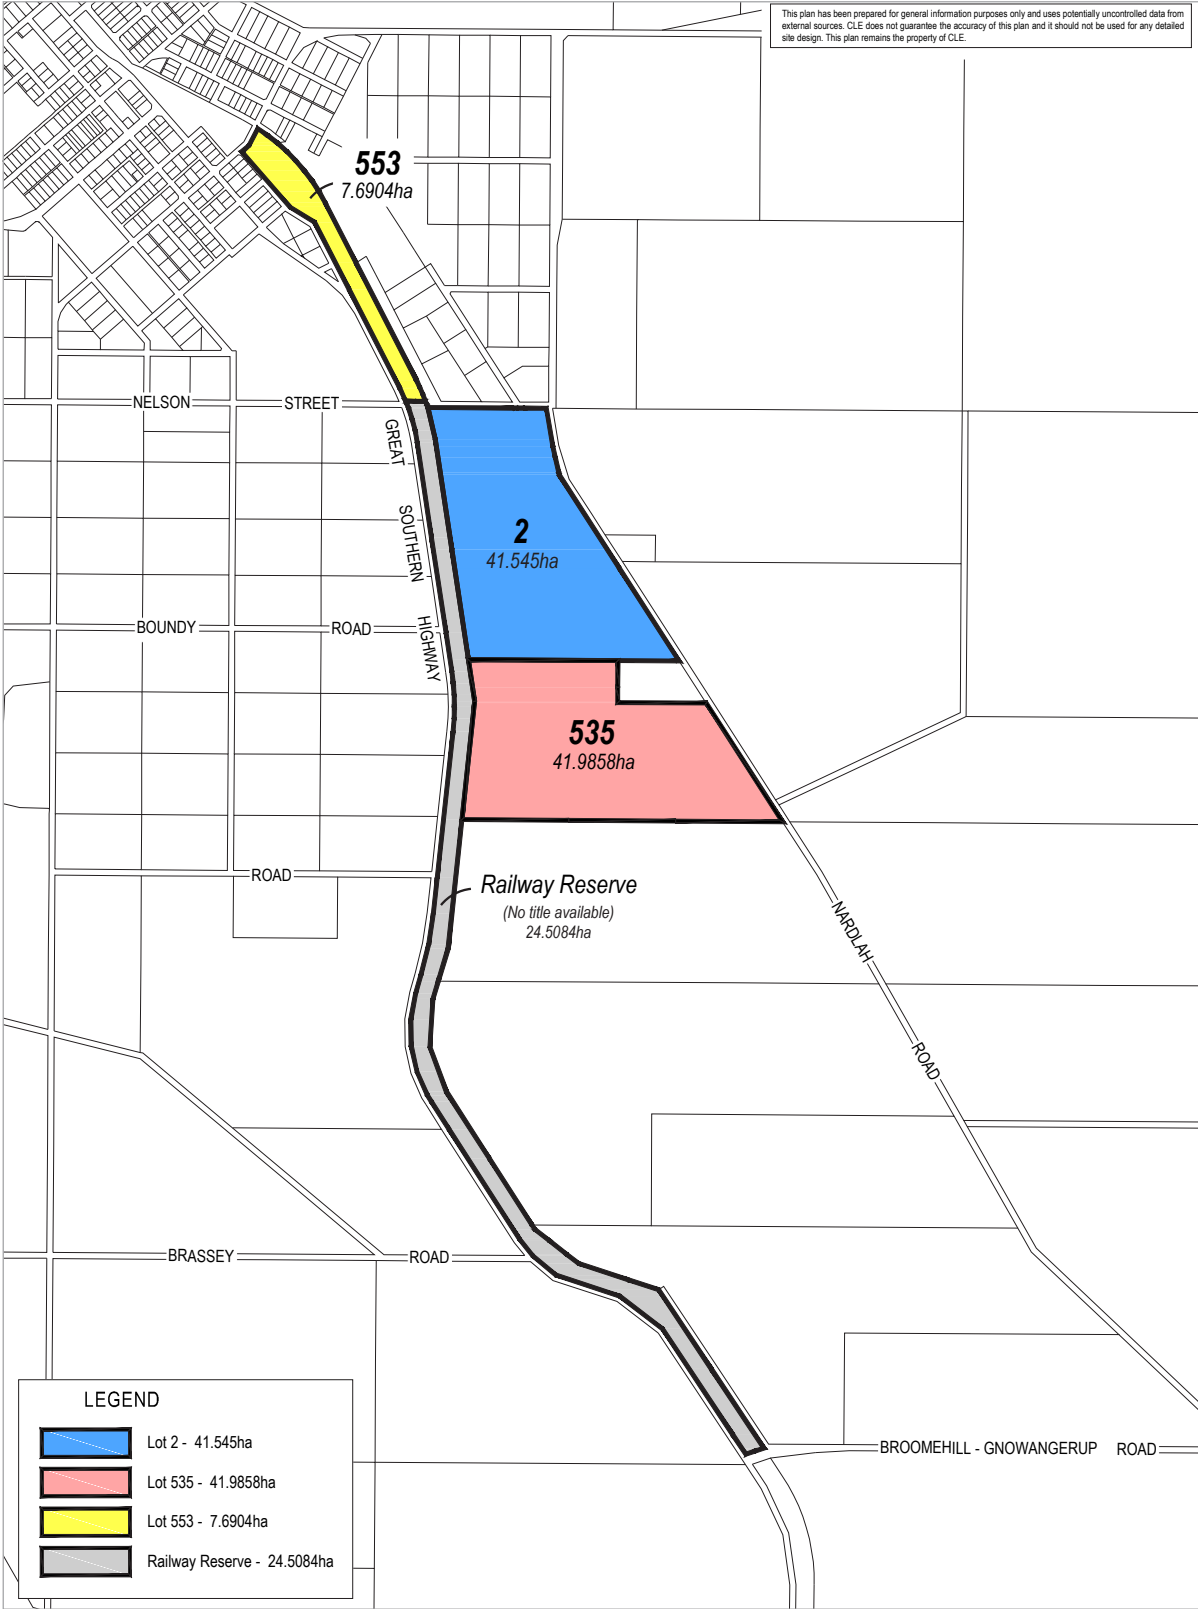 This plan has been prepared for general information purposes only and uses potentially uncontrolled data from
external sources. CLE does not guarantee the accuracy of this plan and it should not be used for any detailed
site design. This plan remains the property of CLE.
553
7.6904ha
NELSON STREET
GREAT SOUTHERN HIGHWAY
2
41.545ha
BOUNDY ROAD
535
41.9858ha
ROAD
Railway Reserve
(No title available)
24.5084ha
NARDLAH ROAD
BRASSEY ROAD
BROOMEHILL - GNOWANGERUP ROAD
LEGEND
Lot 2 - 41.545ha
Lot 535 - 41.9858ha
Lot 553 - 7.6904ha
Railway Reserve - 24.5084ha